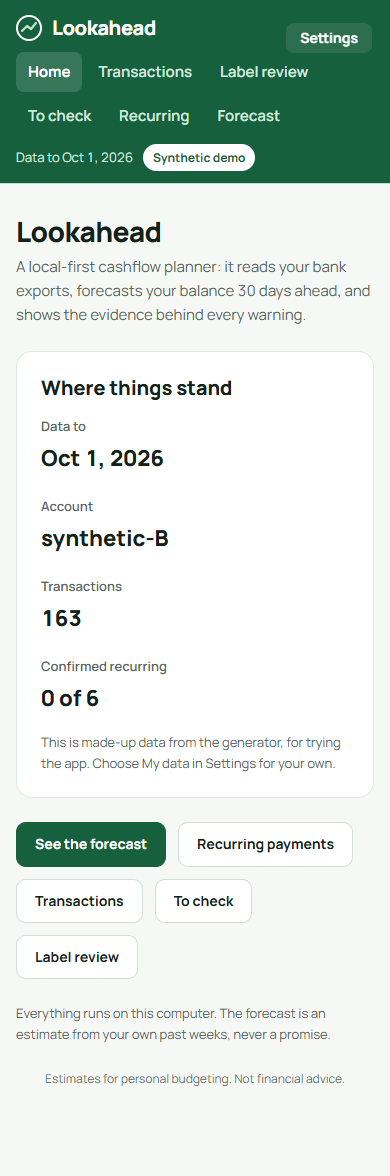 Lookahead
Settings
Home Transactions Label review
To check Recurring Forecast
Data to Oct 1, 2026 Synthetic demo
Lookahead
A local-first cashflow planner: it reads your bank
exports, forecasts your balance 30 days ahead, and
shows the evidence behind every warning.
Where things stand
Data to
Oct 1, 2026
Account
synthetic-B
Transactions
163
Confirmed recurring
0 of 6
This is made-up data from the generator, for trying
the app. Choose My data in Settings for your own.
See the forecast Recurring payments
Transactions To check
Label review
Everything runs on this computer. The forecast is an
estimate from your own past weeks, never a promise.
Estimates for personal budgeting. Not financial advice.